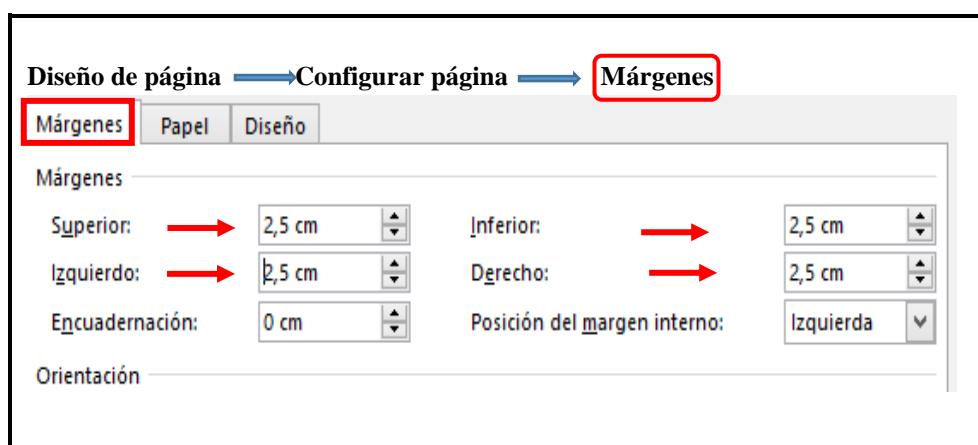 Diseño de página Configurar página Márgenes
Márgenes Papel Diseño
Márgenes
Superior: 2,5 cm Inferior: 2,5 cm
Izquierdo: 2,5 cm Derecho: 2,5 cm
Encuadernación: 0 cm Posición del margen interno: Izquierda
Orientación